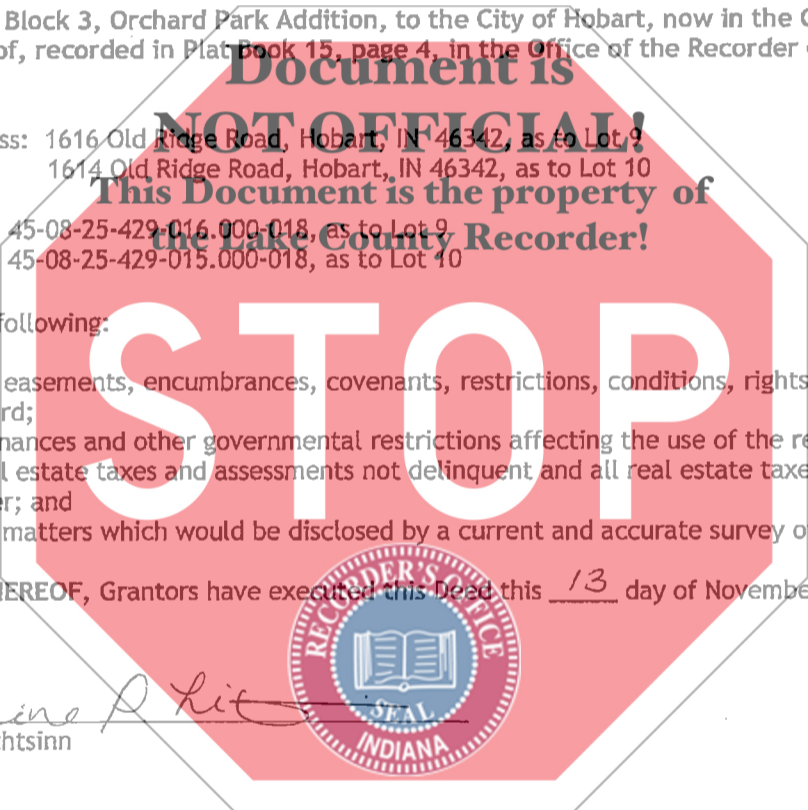 Block 3, Orchard Park Addition, to the City of Hobart, now in the C
of, recorded in Plat Book 15, page 4, in the Office of the Recorder
Document is
NOT OFFICIAL!
ss: 1616 Old Ridge Road, Hobart, IN 46342, as to Lot 9
1614 Old Ridge Road, Hobart, IN 46342, as to Lot 10
This Document is the property of
the Lake County Recorder!
45-08-25-429-016.000-018, as to Lot 9
45-08-25-429-015.000-018, as to Lot 10
following:
STOP
easements, encumbrances, covenants, restrictions, conditions, rights
rd;
nances and other governmental restrictions affecting the use of the re
l estate taxes and assessments not delinquent and all real estate taxe
er; and
matters which would be disclosed by a current and accurate survey o
HEREOF, Grantors have executed this Deed this 13 day of Novembe
RECORDER'S OFFICE
SEAL
INDIANA
ine P Lit
htsinn